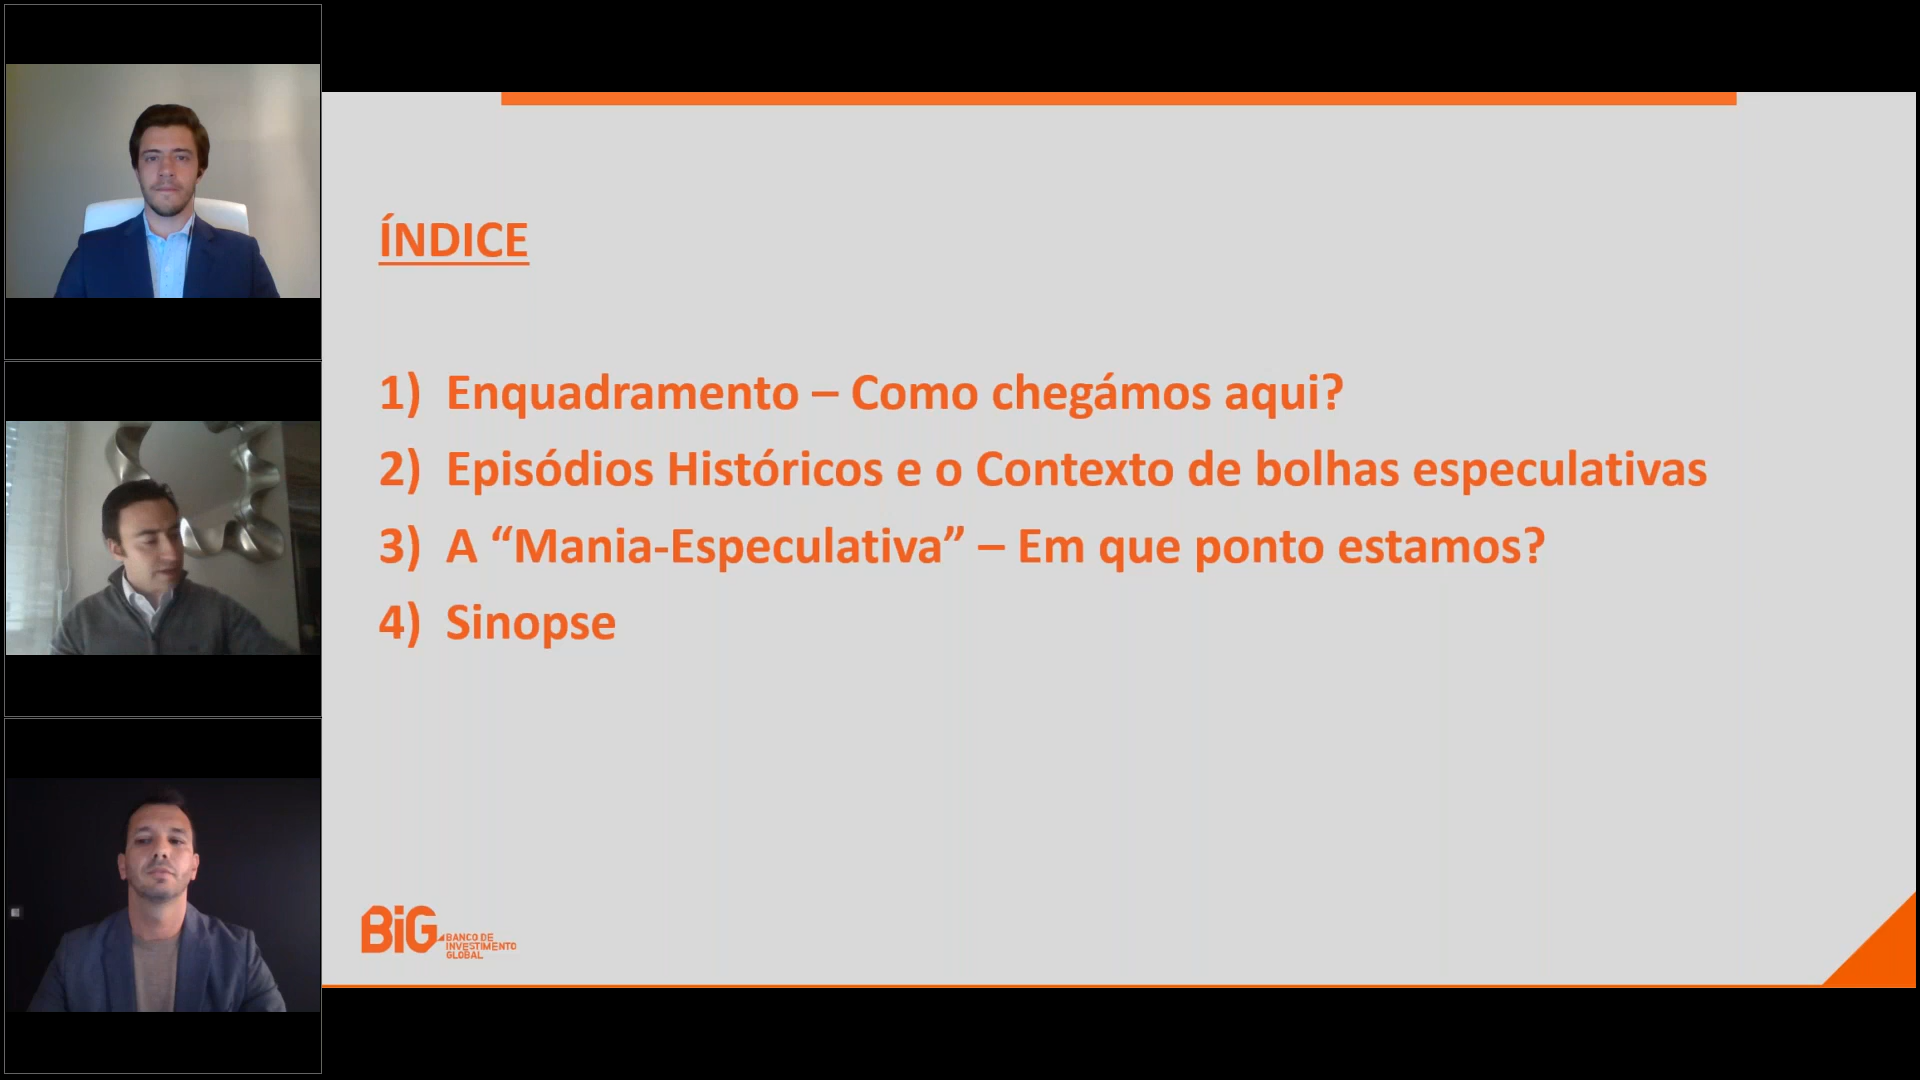 ÍNDICE
1) Enquadramento – Como chegámos aqui?
2) Episódios Históricos e o Contexto de bolhas especulativas
3) A “Mania-Especulativa” – Em que ponto estamos?
4) Sinopse
BiG BANCO DE
INVESTIMENTO
GLOBAL